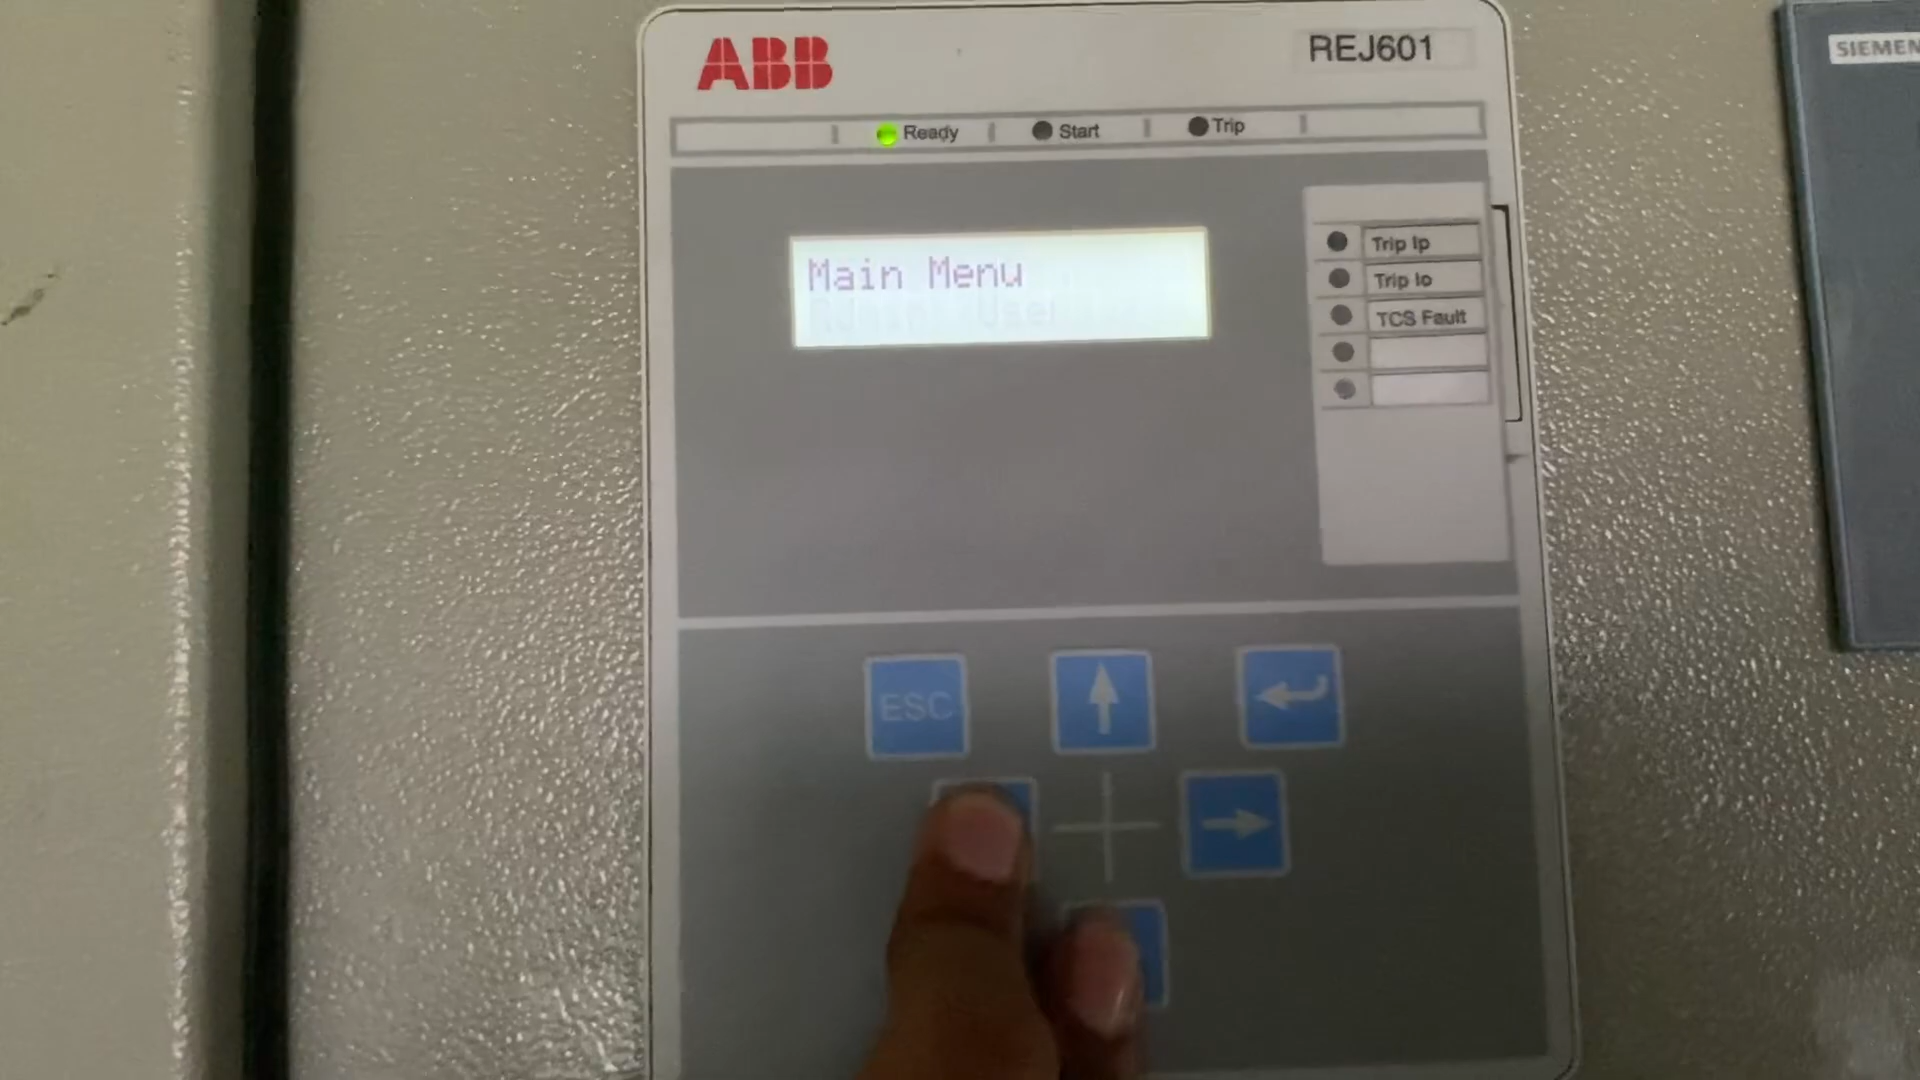 ABB
REJ601
SIEMEN
Ready
Start
Trip
Main Menu
Trip Ip
Trip Io
TCS Fault
ESC